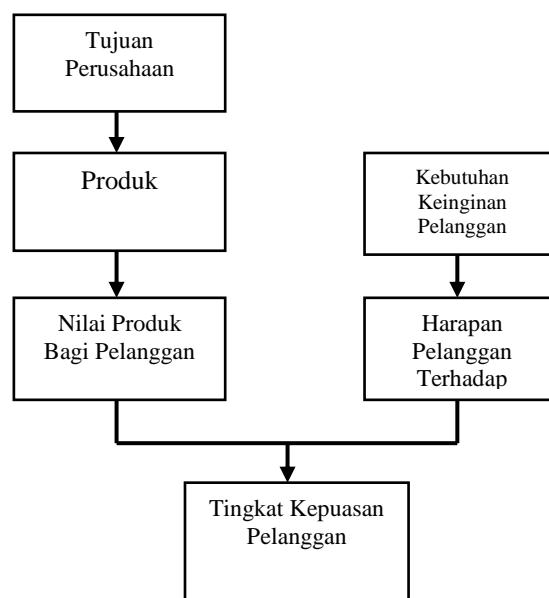 Tujuan
Perusahaan
Produk
Kebutuhan
Keinginan
Pelanggan
Nilai Produk
Bagi Pelanggan
Harapan
Pelanggan
Terhadap
Tingkat Kepuasan
Pelanggan